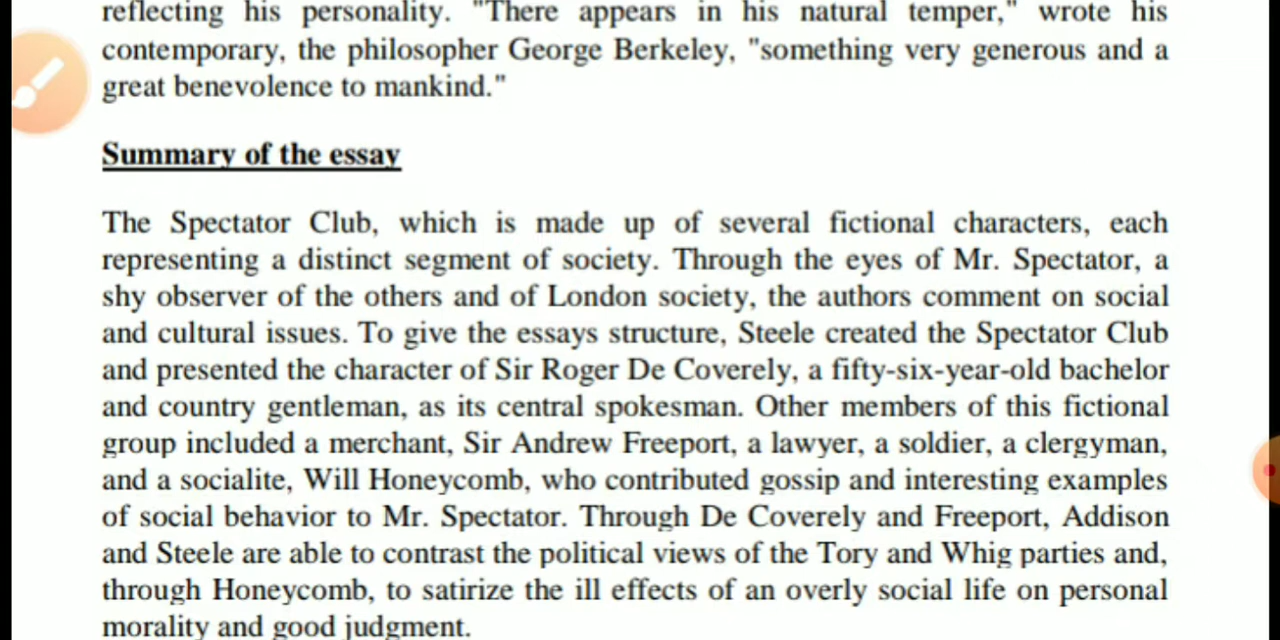 reflecting his personality. "There appears in his natural temper," wrote his
contemporary, the philosopher George Berkeley, "something very generous and a
great benevolence to mankind."
Summary of the essay
The Spectator Club, which is made up of several fictional characters, each
representing a distinct segment of society. Through the eyes of Mr. Spectator, a
shy observer of the others and of London society, the authors comment on social
and cultural issues. To give the essays structure, Steele created the Spectator Club
and presented the character of Sir Roger De Coverely, a fifty-six-year-old bachelor
and country gentleman, as its central spokesman. Other members of this fictional
group included a merchant, Sir Andrew Freeport, a lawyer, a soldier, a clergyman,
and a socialite, Will Honeycomb, who contributed gossip and interesting examples
of social behavior to Mr. Spectator. Through De Coverely and Freeport, Addison
and Steele are able to contrast the political views of the Tory and Whig parties and,
through Honeycomb, to satirize the ill effects of an overly social life on personal
morality and good judgment.